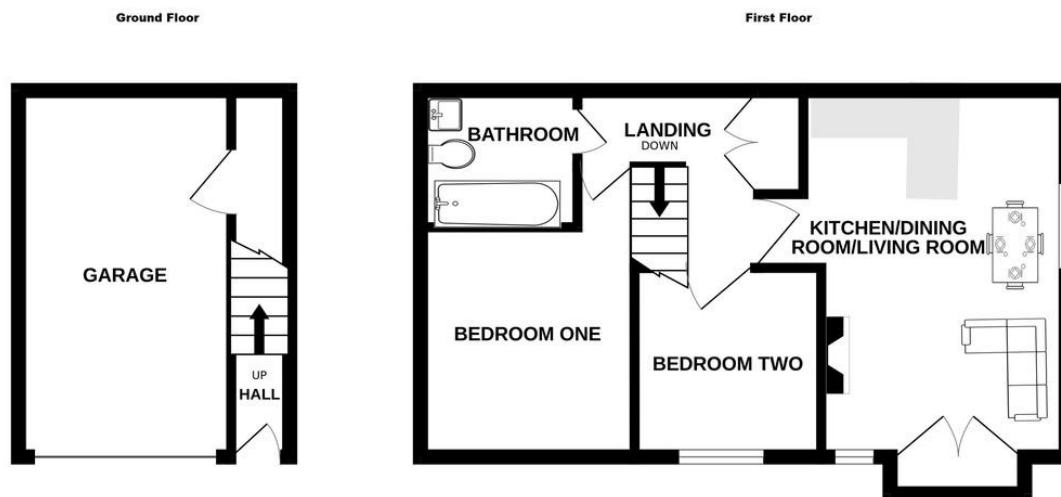 Ground Floor
First Floor
BATHROOM
LANDING
DOWN
KITCHEN/DINING
ROOM/LIVING ROOM
GARAGE
BEDROOM ONE
BEDROOM TWO
UP
HALL